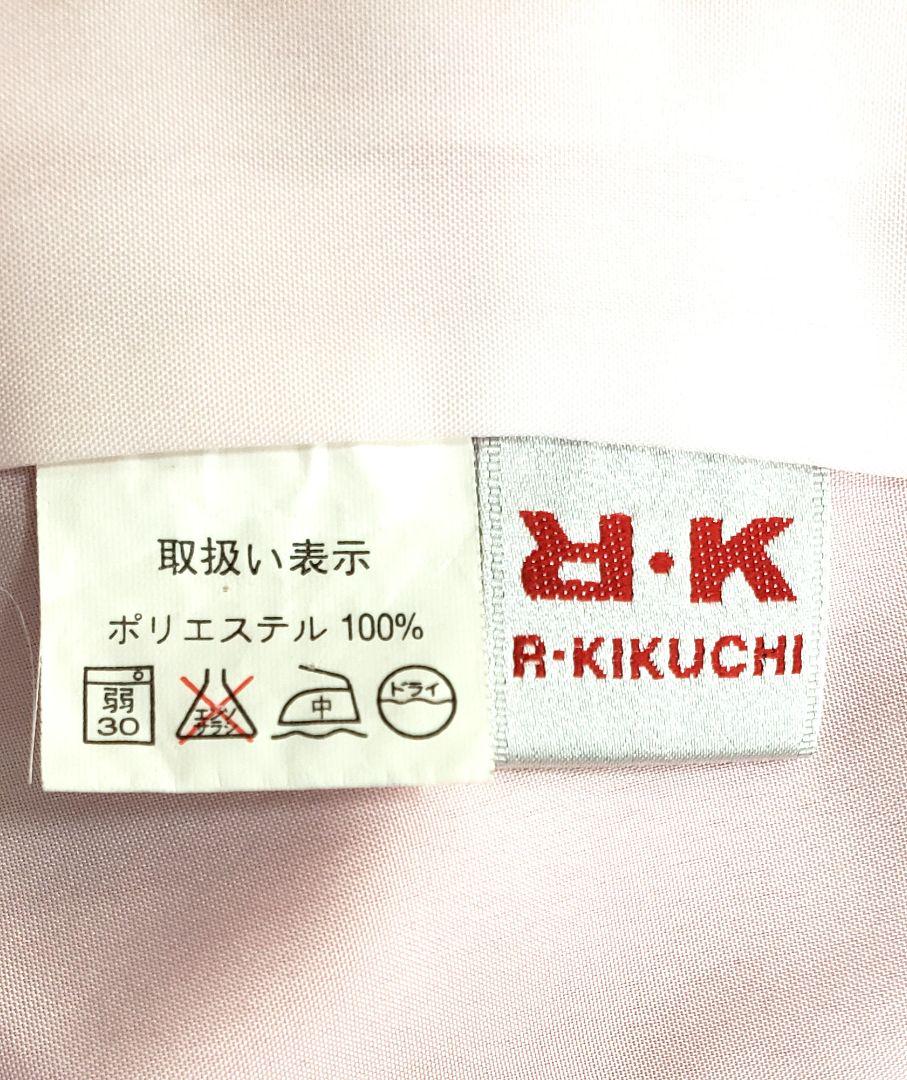 取扱い表示
ポリエステル 100%
弱
30
エンソ
サラシ
中
ドライ
R·K
R·KIKUCHI